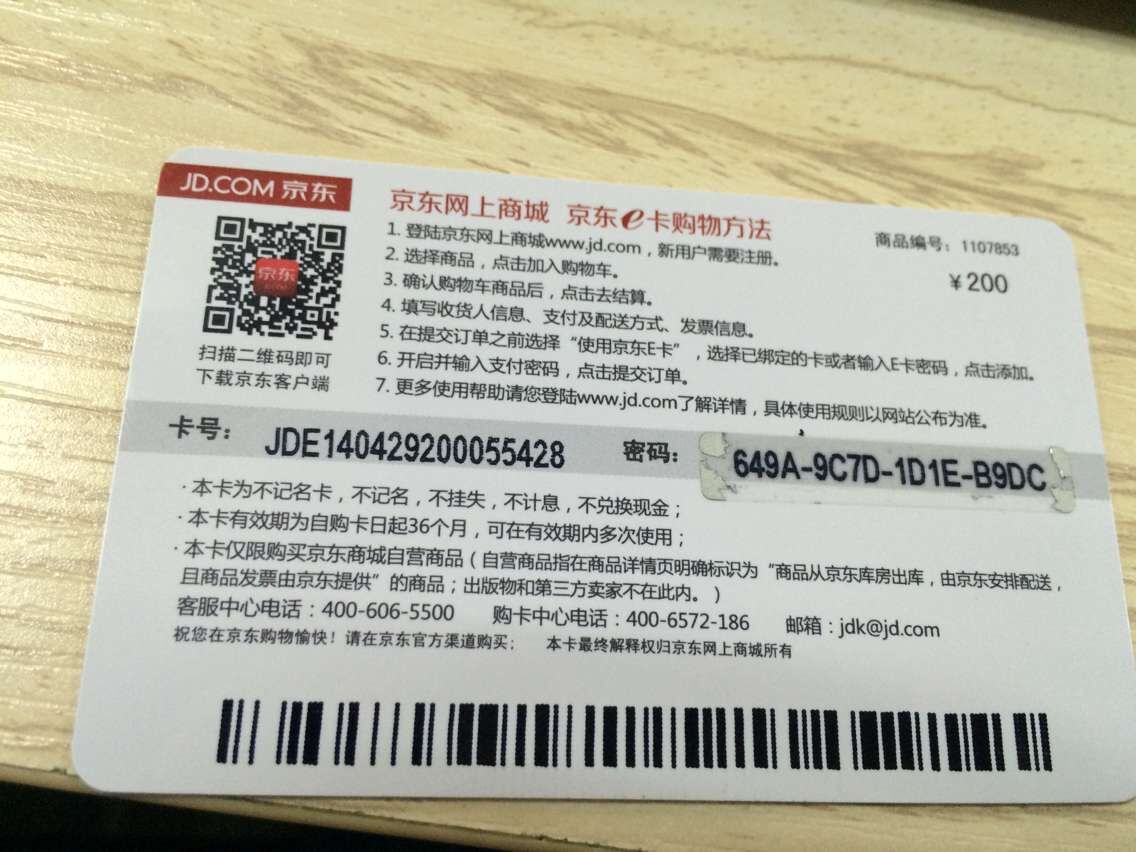 JD.COM 京东
京东
扫描二维码即可
下载京东客户端
京东网上商城 京东e卡购物方法
商品编号：1107853
￥200
1. 登陆京东网上商城www.jd.com，新用户需要注册。
2. 选择商品，点击加入购物车。
3. 确认购物车商品后，点击去结算。
4. 填写收货人信息、支付及配送方式、发票信息。
5. 在提交订单之前选择“使用京东E卡”，选择已绑定的卡或者输入E卡密码，点击添加。
6. 开启并输入支付密码，点击提交订单。
7. 更多使用帮助请您登陆www.jd.com了解详情，具体使用规则以网站公布为准。
卡号： JDE140429200055428 密码： 649A-9C7D-1D1E-B9DC
·本卡为不记名卡，不记名，不挂失，不计息，不兑换现金；
·本卡有效期为自购卡日起36个月，可在有效期内多次使用；
·本卡仅限购买京东商城自营商品（自营商品指在商品详情页明确标识为“商品从京东库房出库，由京东安排配送，
且商品发票由京东提供”的商品；出版物和第三方卖家不在此内。）
客服中心电话：400-606-5500 购卡中心电话：400-6572-186 邮箱：jdk@jd.com
祝您在京东购物愉快！请在京东官方渠道购买； 本卡最终解释权归京东网上商城所有